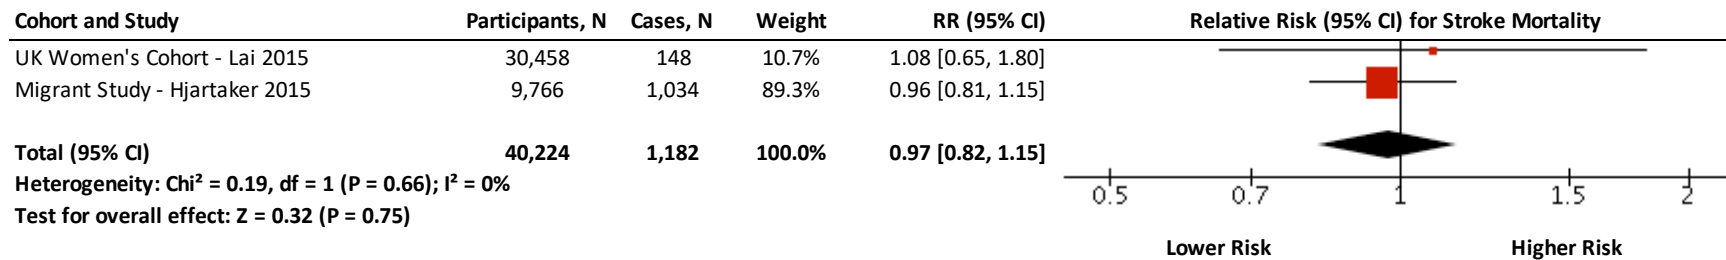 Cohort and Study Participants, N Cases, N Weight RR (95% CI) Relative Risk (95% CI) for Stroke Mortality
UK Women's Cohort - Lai 2015 30,458 148 10.7% 1.08 [0.65, 1.80]
Migrant Study - Hjartaker 2015 9,766 1,034 89.3% 0.96 [0.81, 1.15]
Total (95% CI) 40,224 1,182 100.0% 0.97 [0.82, 1.15]
Heterogeneity: Chi² = 0.19, df = 1 (P = 0.66); I² = 0%
0.5 0.7 1 1.5 2
Test for overall effect: Z = 0.32 (P = 0.75)
Lower Risk Higher Risk